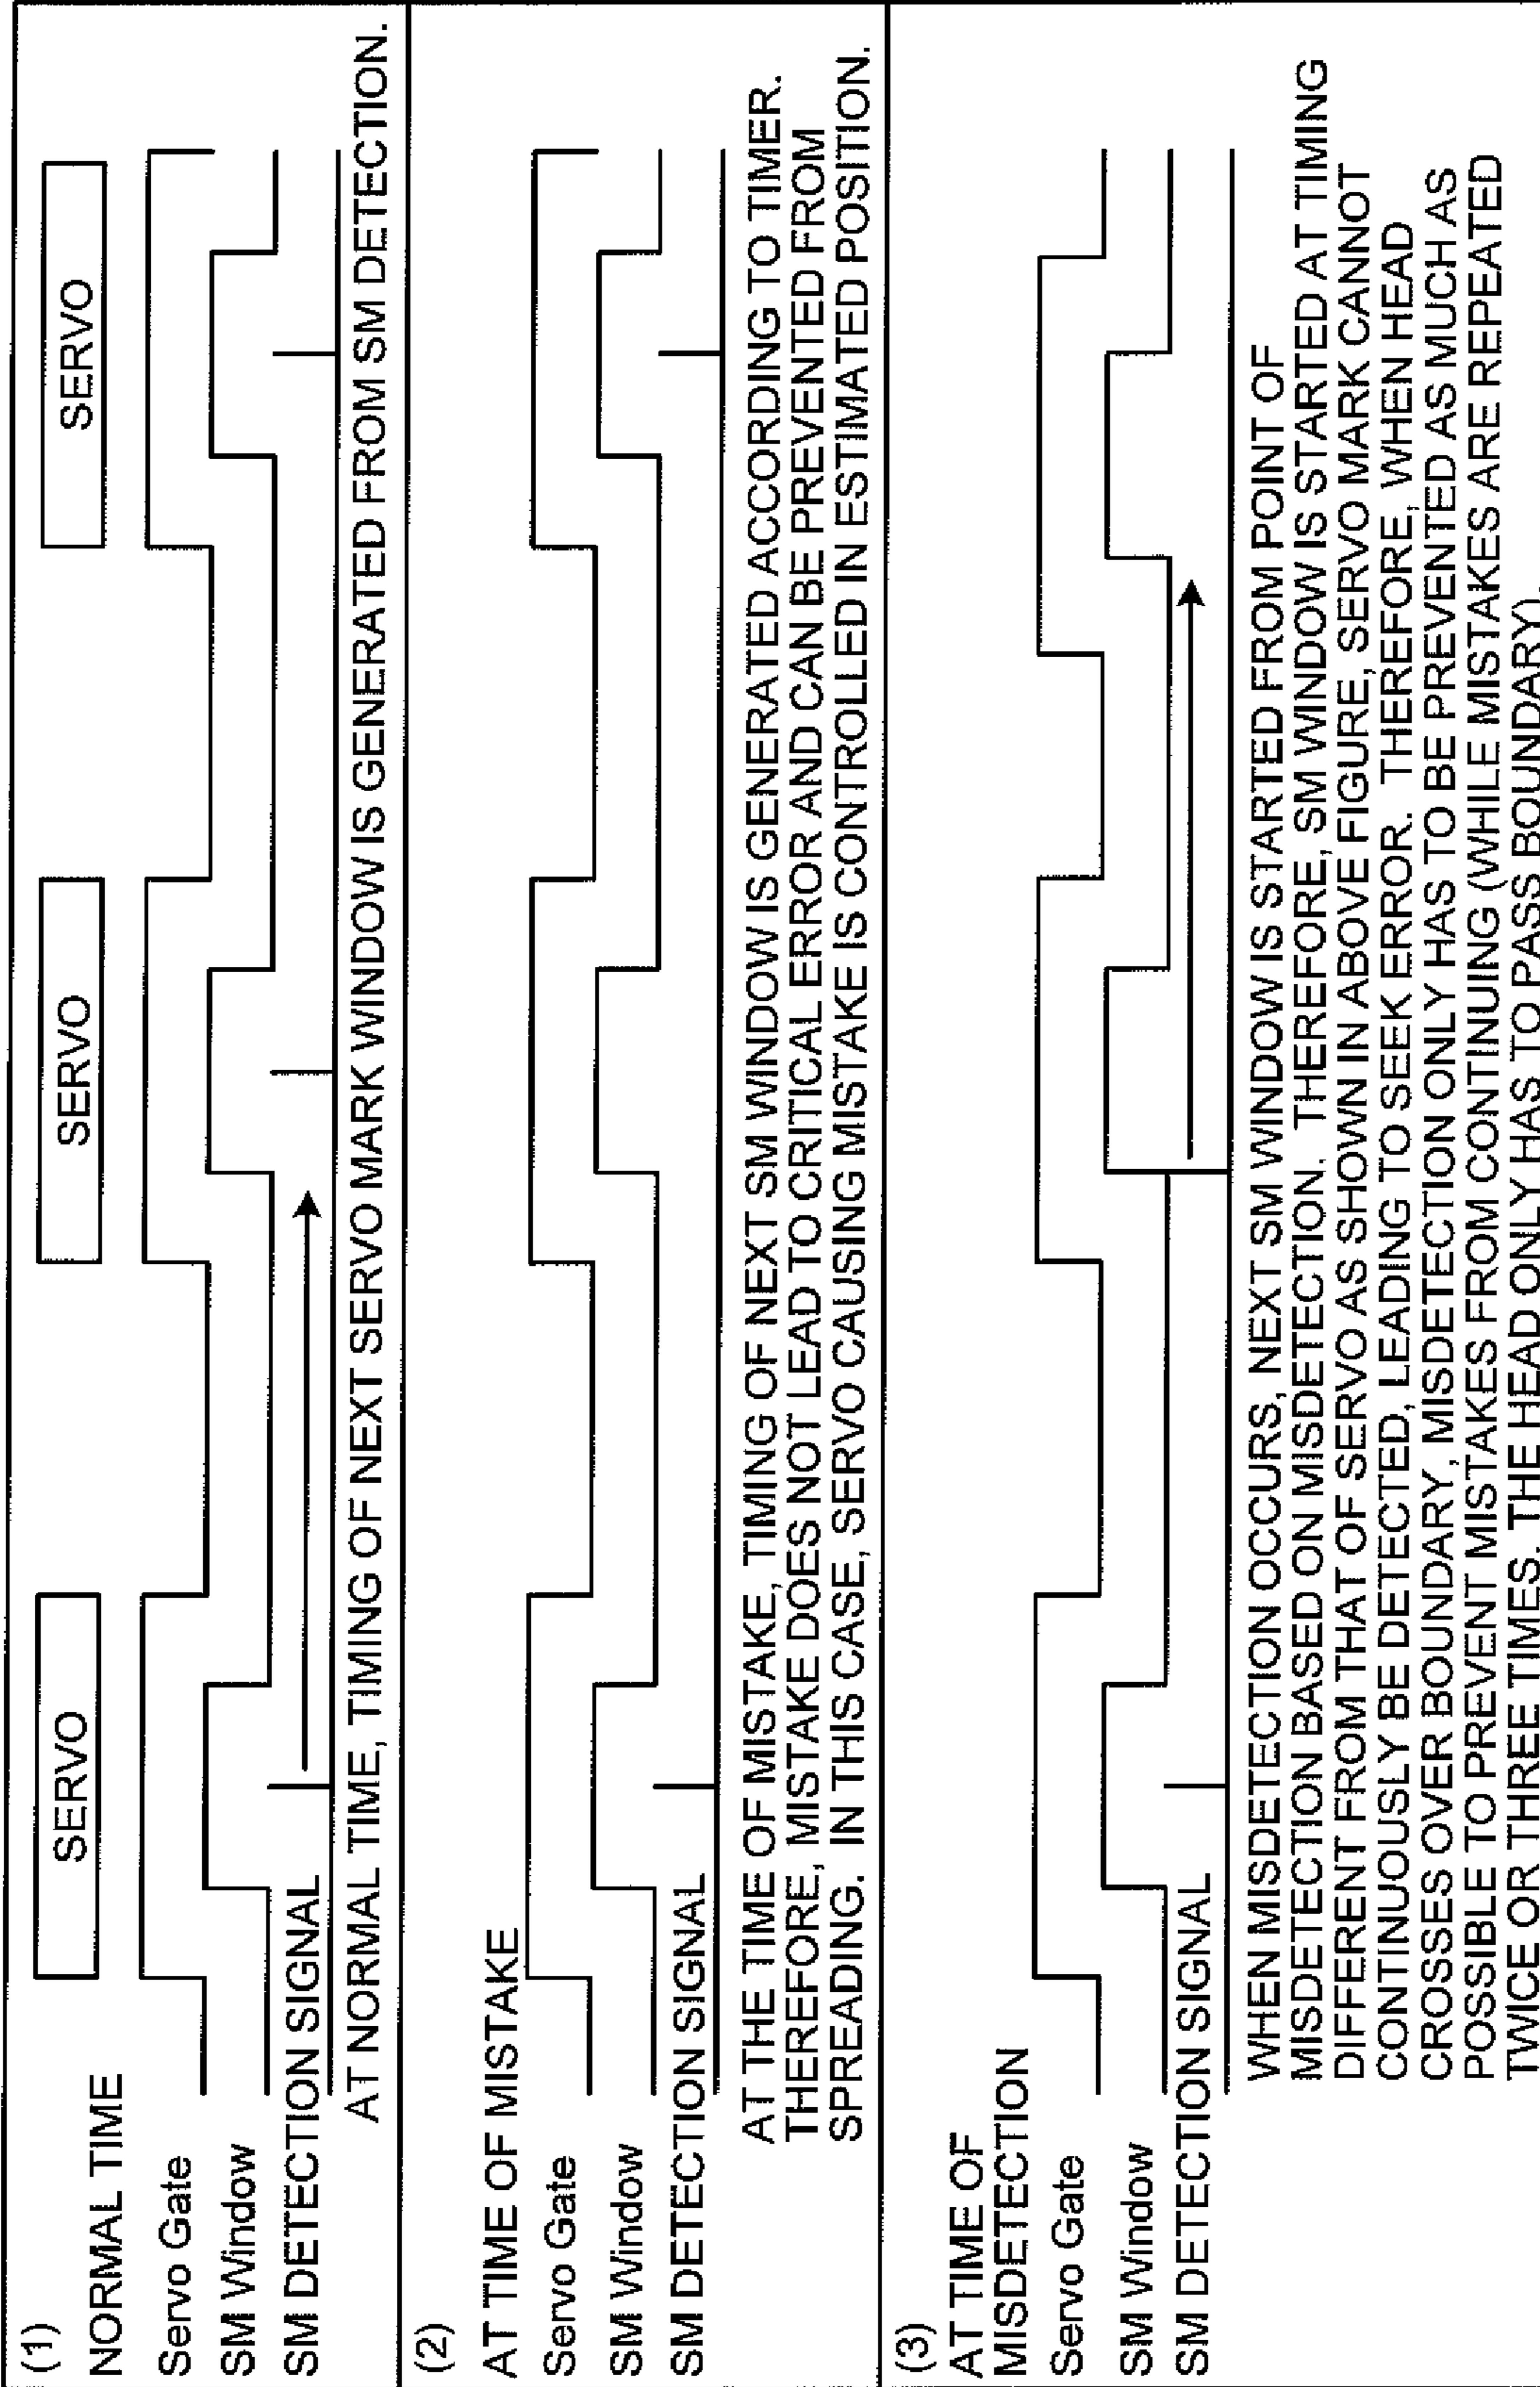 (1)
NORMAL TIME
SERVO
SERVO
SERVO
Servo Gate
SM Window
SM DETECTION SIGNAL
AT NORMAL TIME, TIMING OF NEXT SERVO MARK WINDOW IS GENERATED FROM SM DETECTION.
(2)
AT TIME OF MISTAKE
Servo Gate
SM Window
SM DETECTION SIGNAL
AT THE TIME OF MISTAKE, TIMING OF NEXT SM WINDOW IS GENERATED ACCORDING TO TIMER.
THEREFORE, MISTAKE DOES NOT LEAD TO CRITICAL ERROR AND CAN BE PREVENTED FROM
SPREADING. IN THIS CASE, SERVO CAUSING MISTAKE IS CONTROLLED IN ESTIMATED POSITION.
(3)
AT TIME OF
MISDETECTION
Servo Gate
SM Window
SM DETECTION SIGNAL
WHEN MISDETECTION OCCURS, NEXT SM WINDOW IS STARTED FROM POINT OF
MISDETECTION BASED ON MISDETECTION. THEREFORE, SM WINDOW IS STARTED AT TIMING
DIFFERENT FROM THAT OF SERVO AS SHOWN IN ABOVE FIGURE, SERVO MARK CANNOT
CONTINUOUSLY BE DETECTED, LEADING TO SEEK ERROR. THEREFORE, WHEN HEAD
CROSSES OVER BOUNDARY, MISDETECTION ONLY HAS TO BE PREVENTED AS MUCH AS
POSSIBLE TO PREVENT MISTAKES FROM CONTINUING (WHILE MISTAKES ARE REPEATED
TWICE OR THREE TIMES, THE HEAD ONLY HAS TO PASS BOUNDARY).